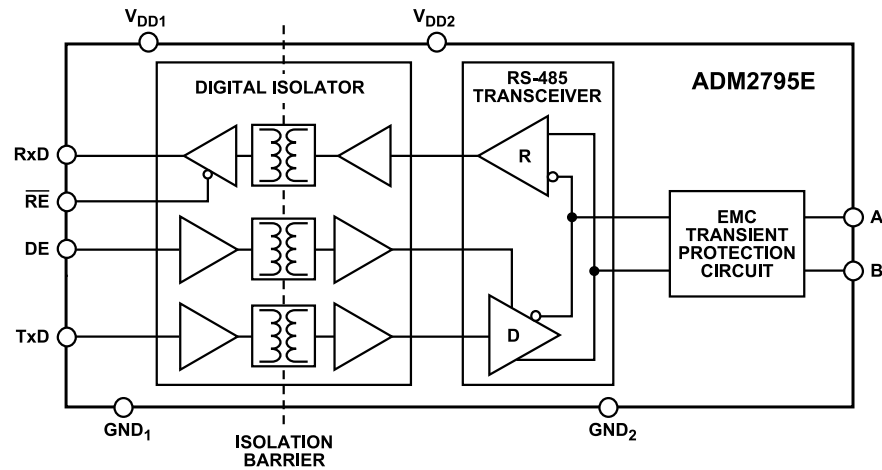 VDD1
VDD2
DIGITAL ISOLATOR
RS-485
TRANSCEIVER
ADM2795E
RxD
R
RE
DE
EMC
TRANSIENT
PROTECTION
CIRCUIT
A
B
TxD
D
GND1
ISOLATION
BARRIER
GND2